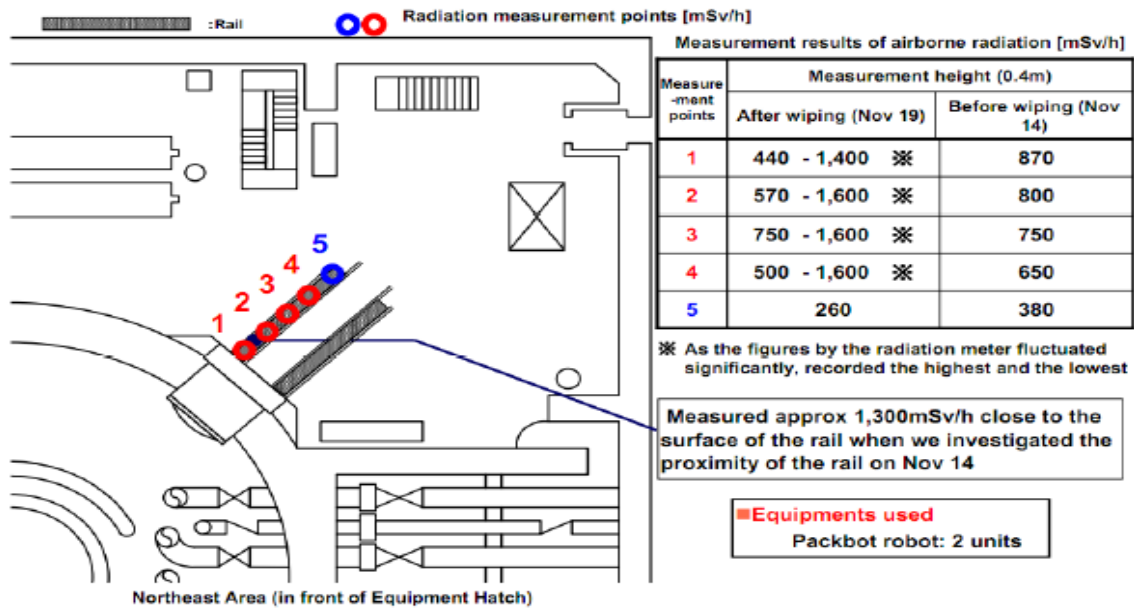 :Rail
Radiation measurement points [mSv/h]
Measurement results of airborne radiation [mSv/h]
Measure
-ment
points
Measurement height (0.4m)
After wiping (Nov 19)
Before wiping (Nov
14)
1 440 - 1,400 ※ 870
2 570 - 1,600 ※ 800
3 750 - 1,600 ※ 750
4 500 - 1,600 ※ 650
5 260 380
※ As the figures by the radiation meter fluctuated
significantly, recorded the highest and the lowest
5
4
3
2
1
Measured approx 1,300mSv/h close to the
surface of the rail when we investigated the
proximity of the rail on Nov 14
Equipments used
Packbot robot: 2 units
Northeast Area (in front of Equipment Hatch)